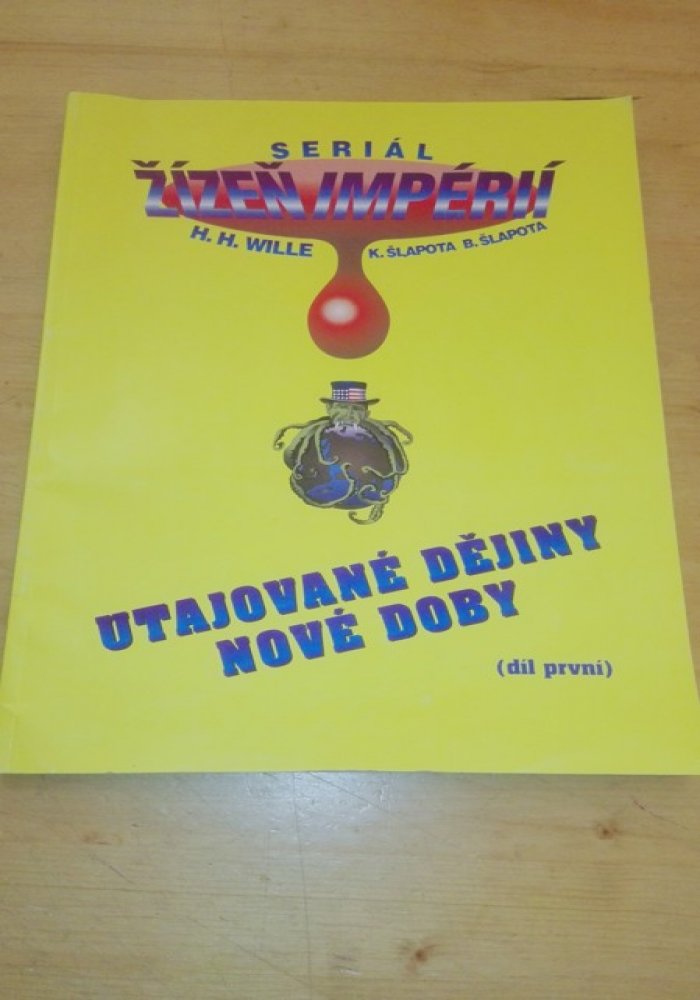 SERIÁL
ŽÍZEŇ IMPÉRIÍ
H. H. WILLE K. ŠLAPOTA B. ŠLAPOTA
UTAJOVANÉ DĚJINY
NOVÉ DOBY
(díl první)